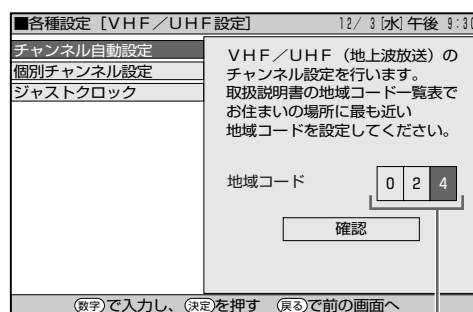 ■各種設定［VHF／UHF設定］ 12/ 3[水]午後 9:30
チャンネル自動設定
個別チャンネル設定
ジャストクロック
VHF／UHF（地上波放送）の
チャンネル設定を行います。
取扱説明書の地域コード一覧表で
お住まいの場所に最も近い
地域コードを設定してください。
地域コード 0 2 4
確認
数字で入力し、決定を押す 戻るで前の画面へ